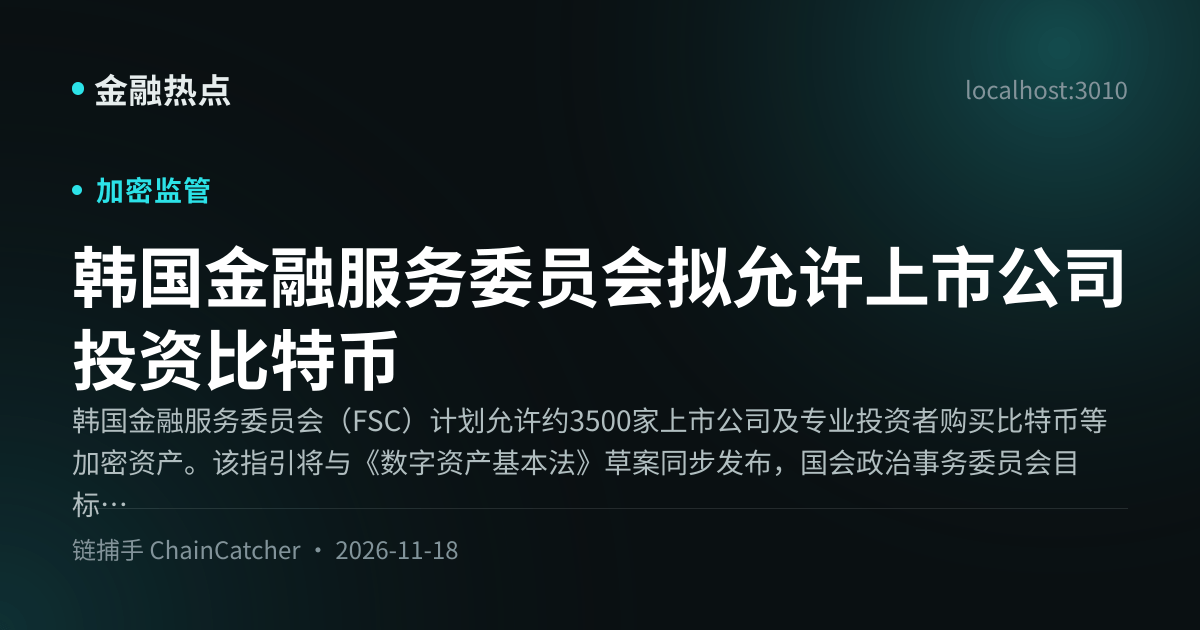 金融热点
localhost:3010
加密监管
韩国金融服务委员会拟允许上市公司
投资比特币
韩国金融服务委员会（FSC）计划允许约3500家上市公司及专业投资者购买比特币等
加密资产。该指引将与《数字资产基本法》草案同步发布，国会政治事务委员会目
标…
链捕手 ChainCatcher · 2026-11-18